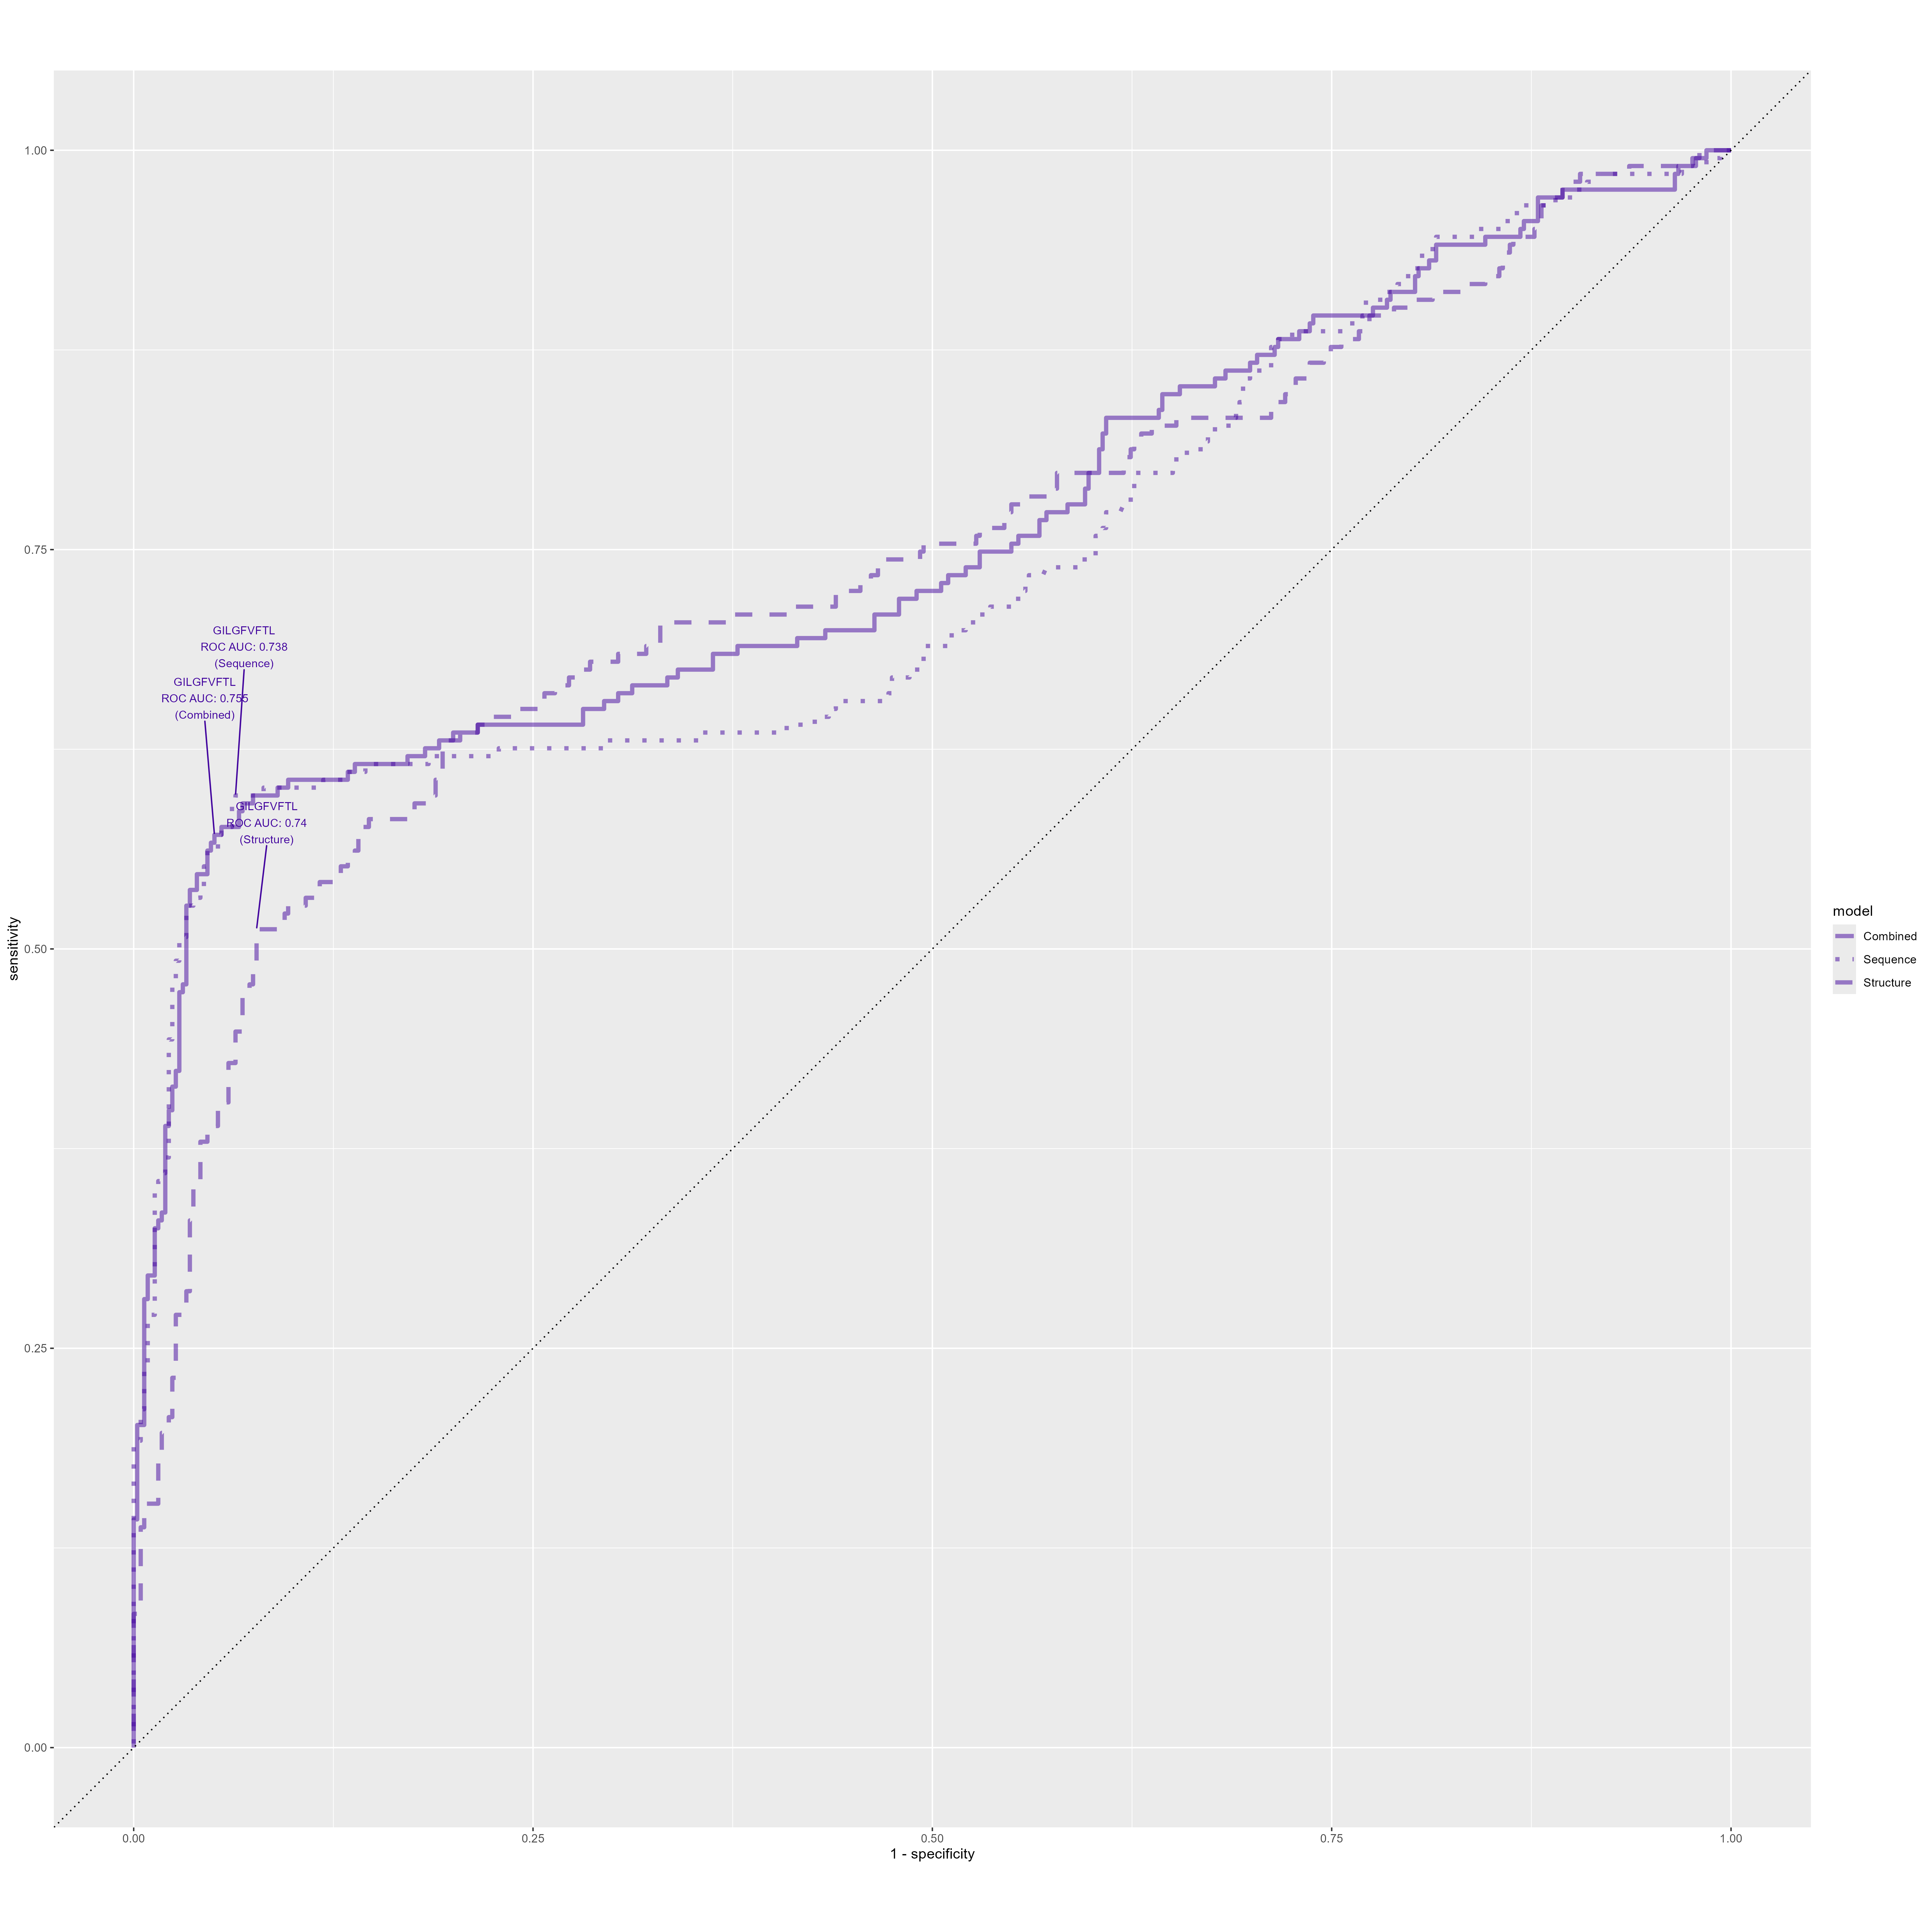 1.00
0.75
0.50
0.25
0.00
sensitivity
GILGFVFTL
ROC AUC: 0.738
(Sequence)
GILGFVFTL
ROC AUC: 0.755
(Combined)
GILGFVFTL
ROC AUC: 0.74
(Structure)
0.00
0.25
0.50
0.75
1.00
1 - specificity
model
Combined
Sequence
Structure